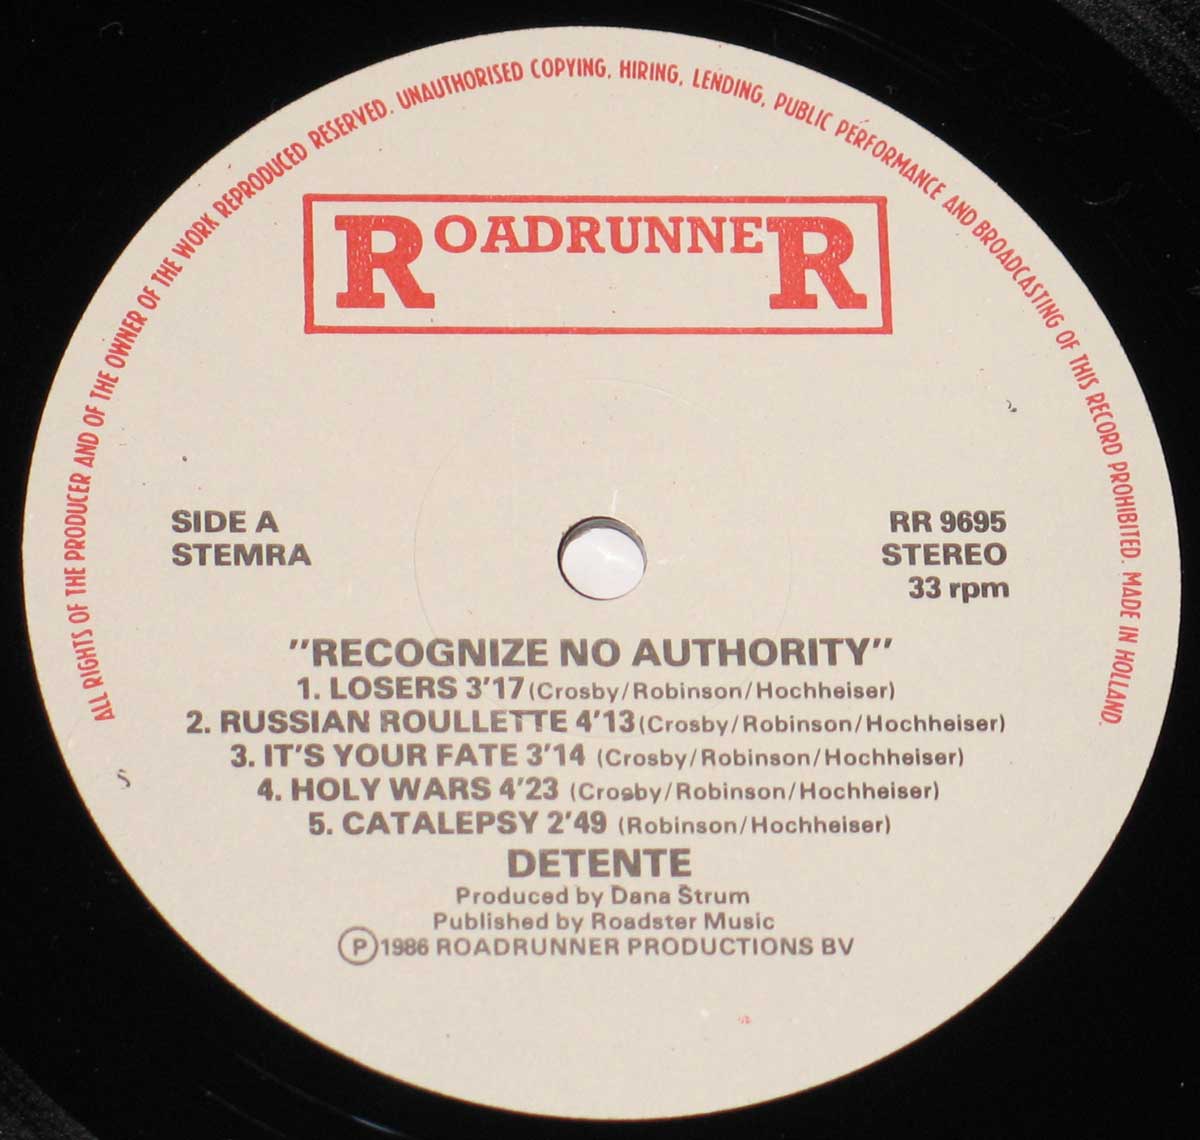 ALL RIGHTS OF THE PRODUCER AND OF THE OWNER OF THE WORK REPRODUCED RESERVED. UNAUTHORISED COPYING, HIRING, LENDING, PUBLIC PERFORMANCE AND BROADCASTING OF THIS RECORD PROHIBITED. MADE IN HOLLAND.
ROADRUNNER
SIDE A
STEMRA
RR 9695
STEREO
33 rpm
"RECOGNIZE NO AUTHORITY"
1. LOSERS 3'17 (Crosby/Robinson/Hochheiser)
2. RUSSIAN ROULLETTE 4'13 (Crosby/Robinson/Hochheiser)
3. IT'S YOUR FATE 3'14 (Crosby/Robinson/Hochheiser)
4. HOLY WARS 4'23 (Crosby/Robinson/Hochheiser)
5. CATALEPSY 2'49 (Robinson/Hochheiser)
DETENTE
Produced by Dana Strum
Published by Roadster Music
Ⓟ1986 ROADRUNNER PRODUCTIONS BV